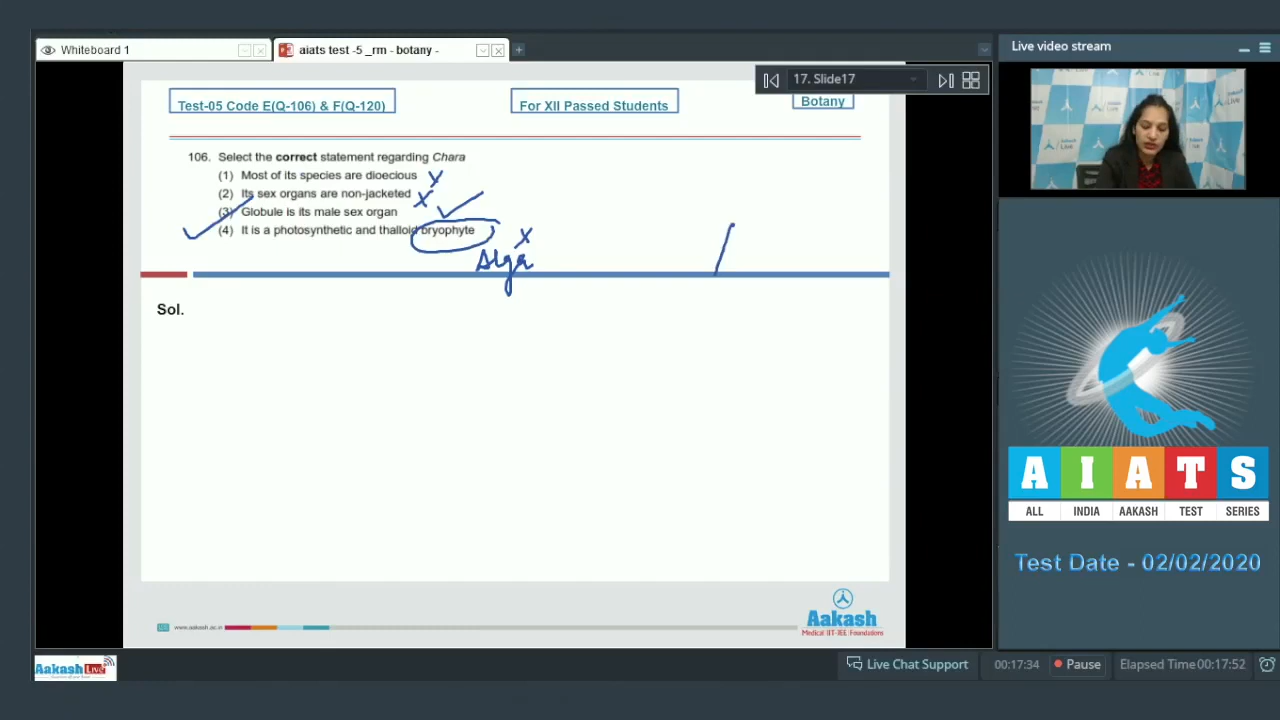 Whiteboard 1
aiats test -5 _rm - botany -
17. Slide17
Live video stream
Test-05 Code E(Q-106) & F(Q-120)
For XII Passed Students
Botany
106. Select the correct statement regarding Chara
(1) Most of its species are dioecious
(2) Its sex organs are non-jacketed
(3) Globule is its male sex organ
(4) It is a photosynthetic and thalloid bryophyte
Alga
Sol.
A I A T S
ALL INDIA AAKASH TEST SERIES
Test Date - 02/02/2020
www.aakash.ac.in
Aakash
Medical|IIT-JEE|Foundations
Aakash Live
Live Chat Support
00:17:34
Pause
Elapsed Time 00:17:52